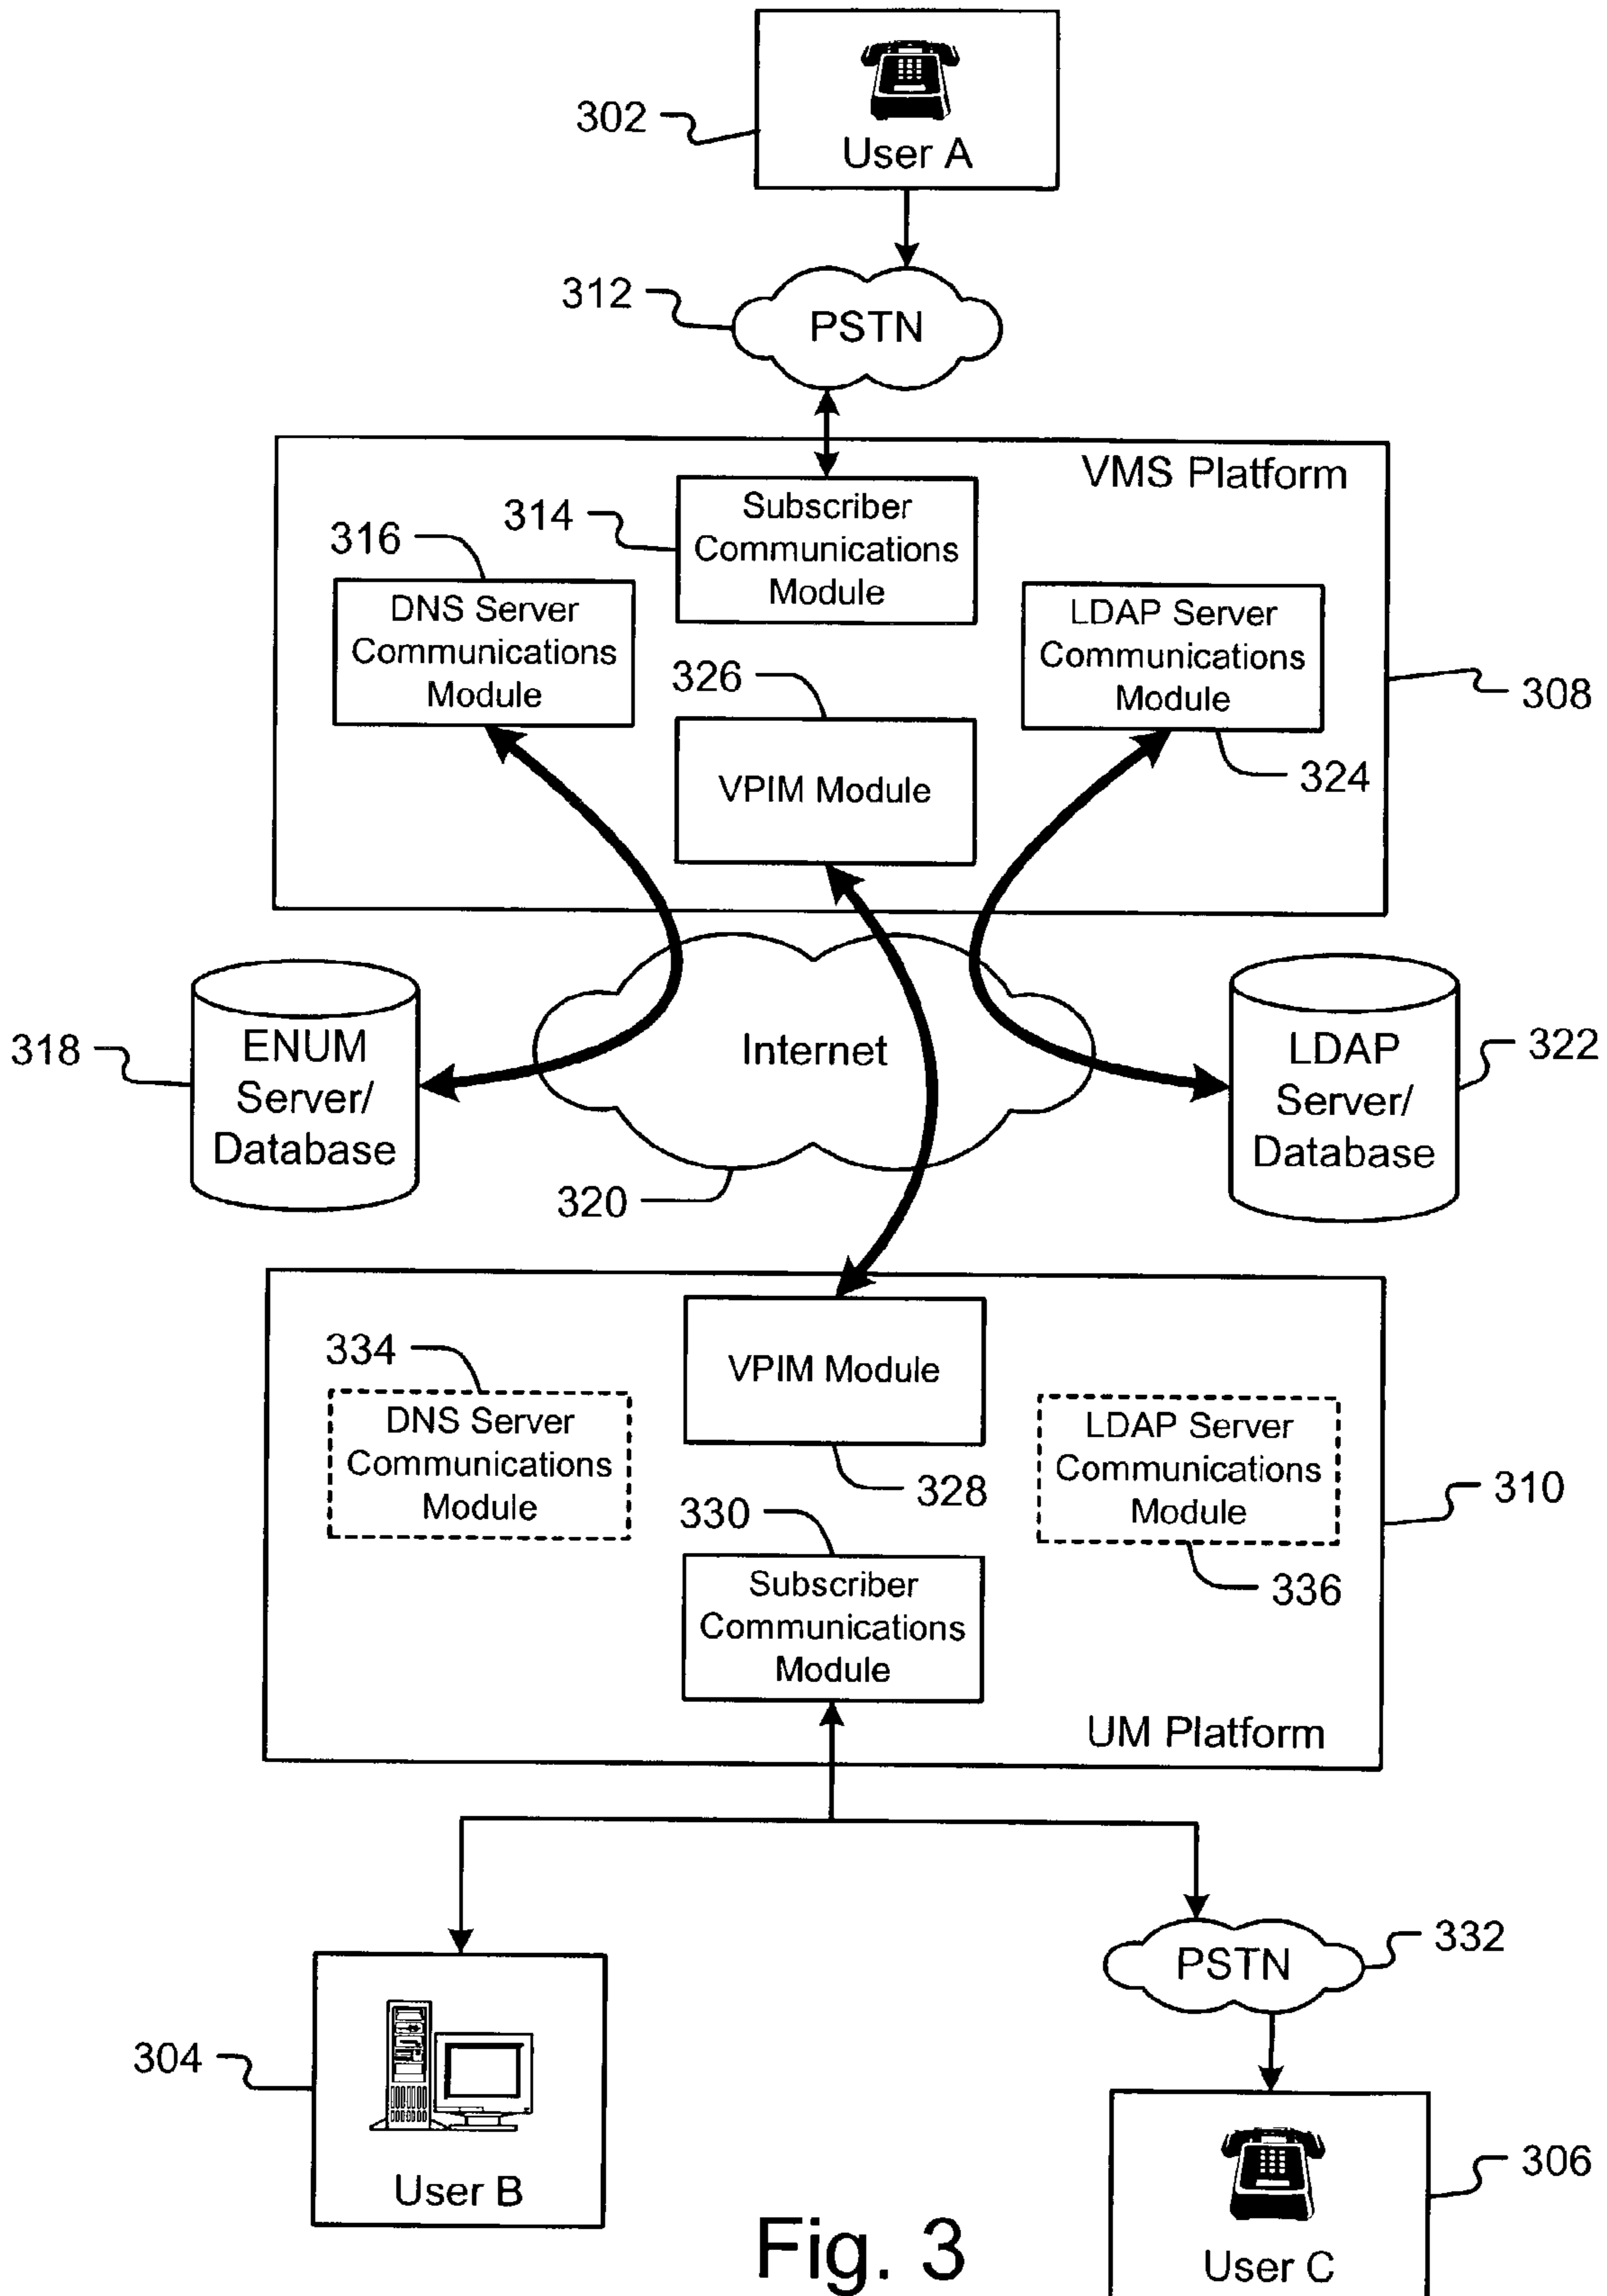 302
User A
312
PSTN
VMS Platform
314
Subscriber
Communications
Module
316
DNS Server
Communications
Module
LDAP Server
Communications
Module
326
308
324
VPIM Module
318
ENUM
Server/
Database
Internet
LDAP
Server/
Database
322
320
334
VPIM Module
DNS Server
Communications
Module
LDAP Server
Communications
Module
328
310
330
336
Subscriber
Communications
Module
UM Platform
PSTN
332
304
User B
306
User C
Fig. 3